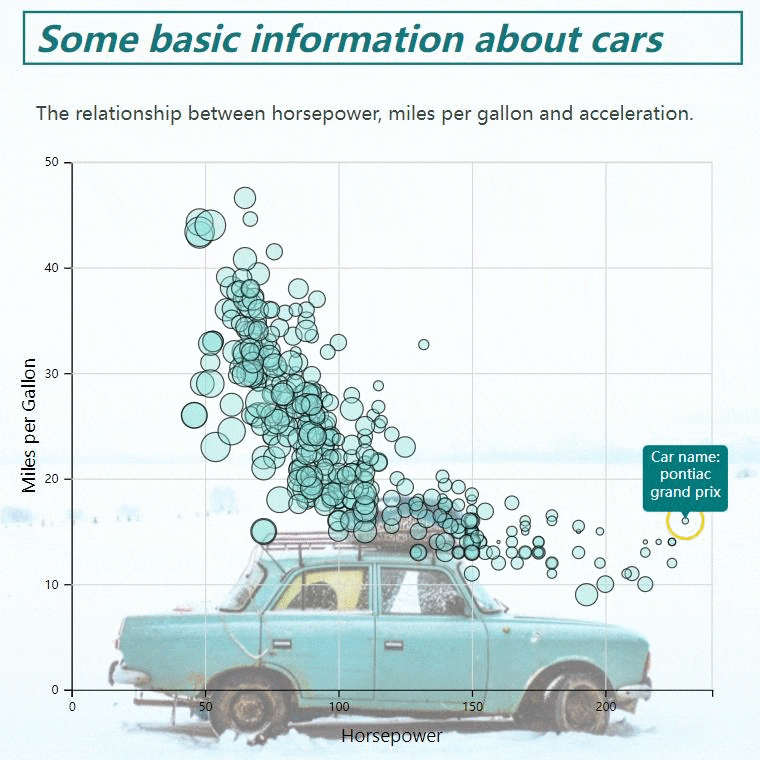 Some basic information about cars
The relationship between horsepower, miles per gallon and acceleration.
50
40
30
20
10
0
Miles per Gallon
Car name:
pontiac
grand prix
0 50 100 150 200
Horsepower